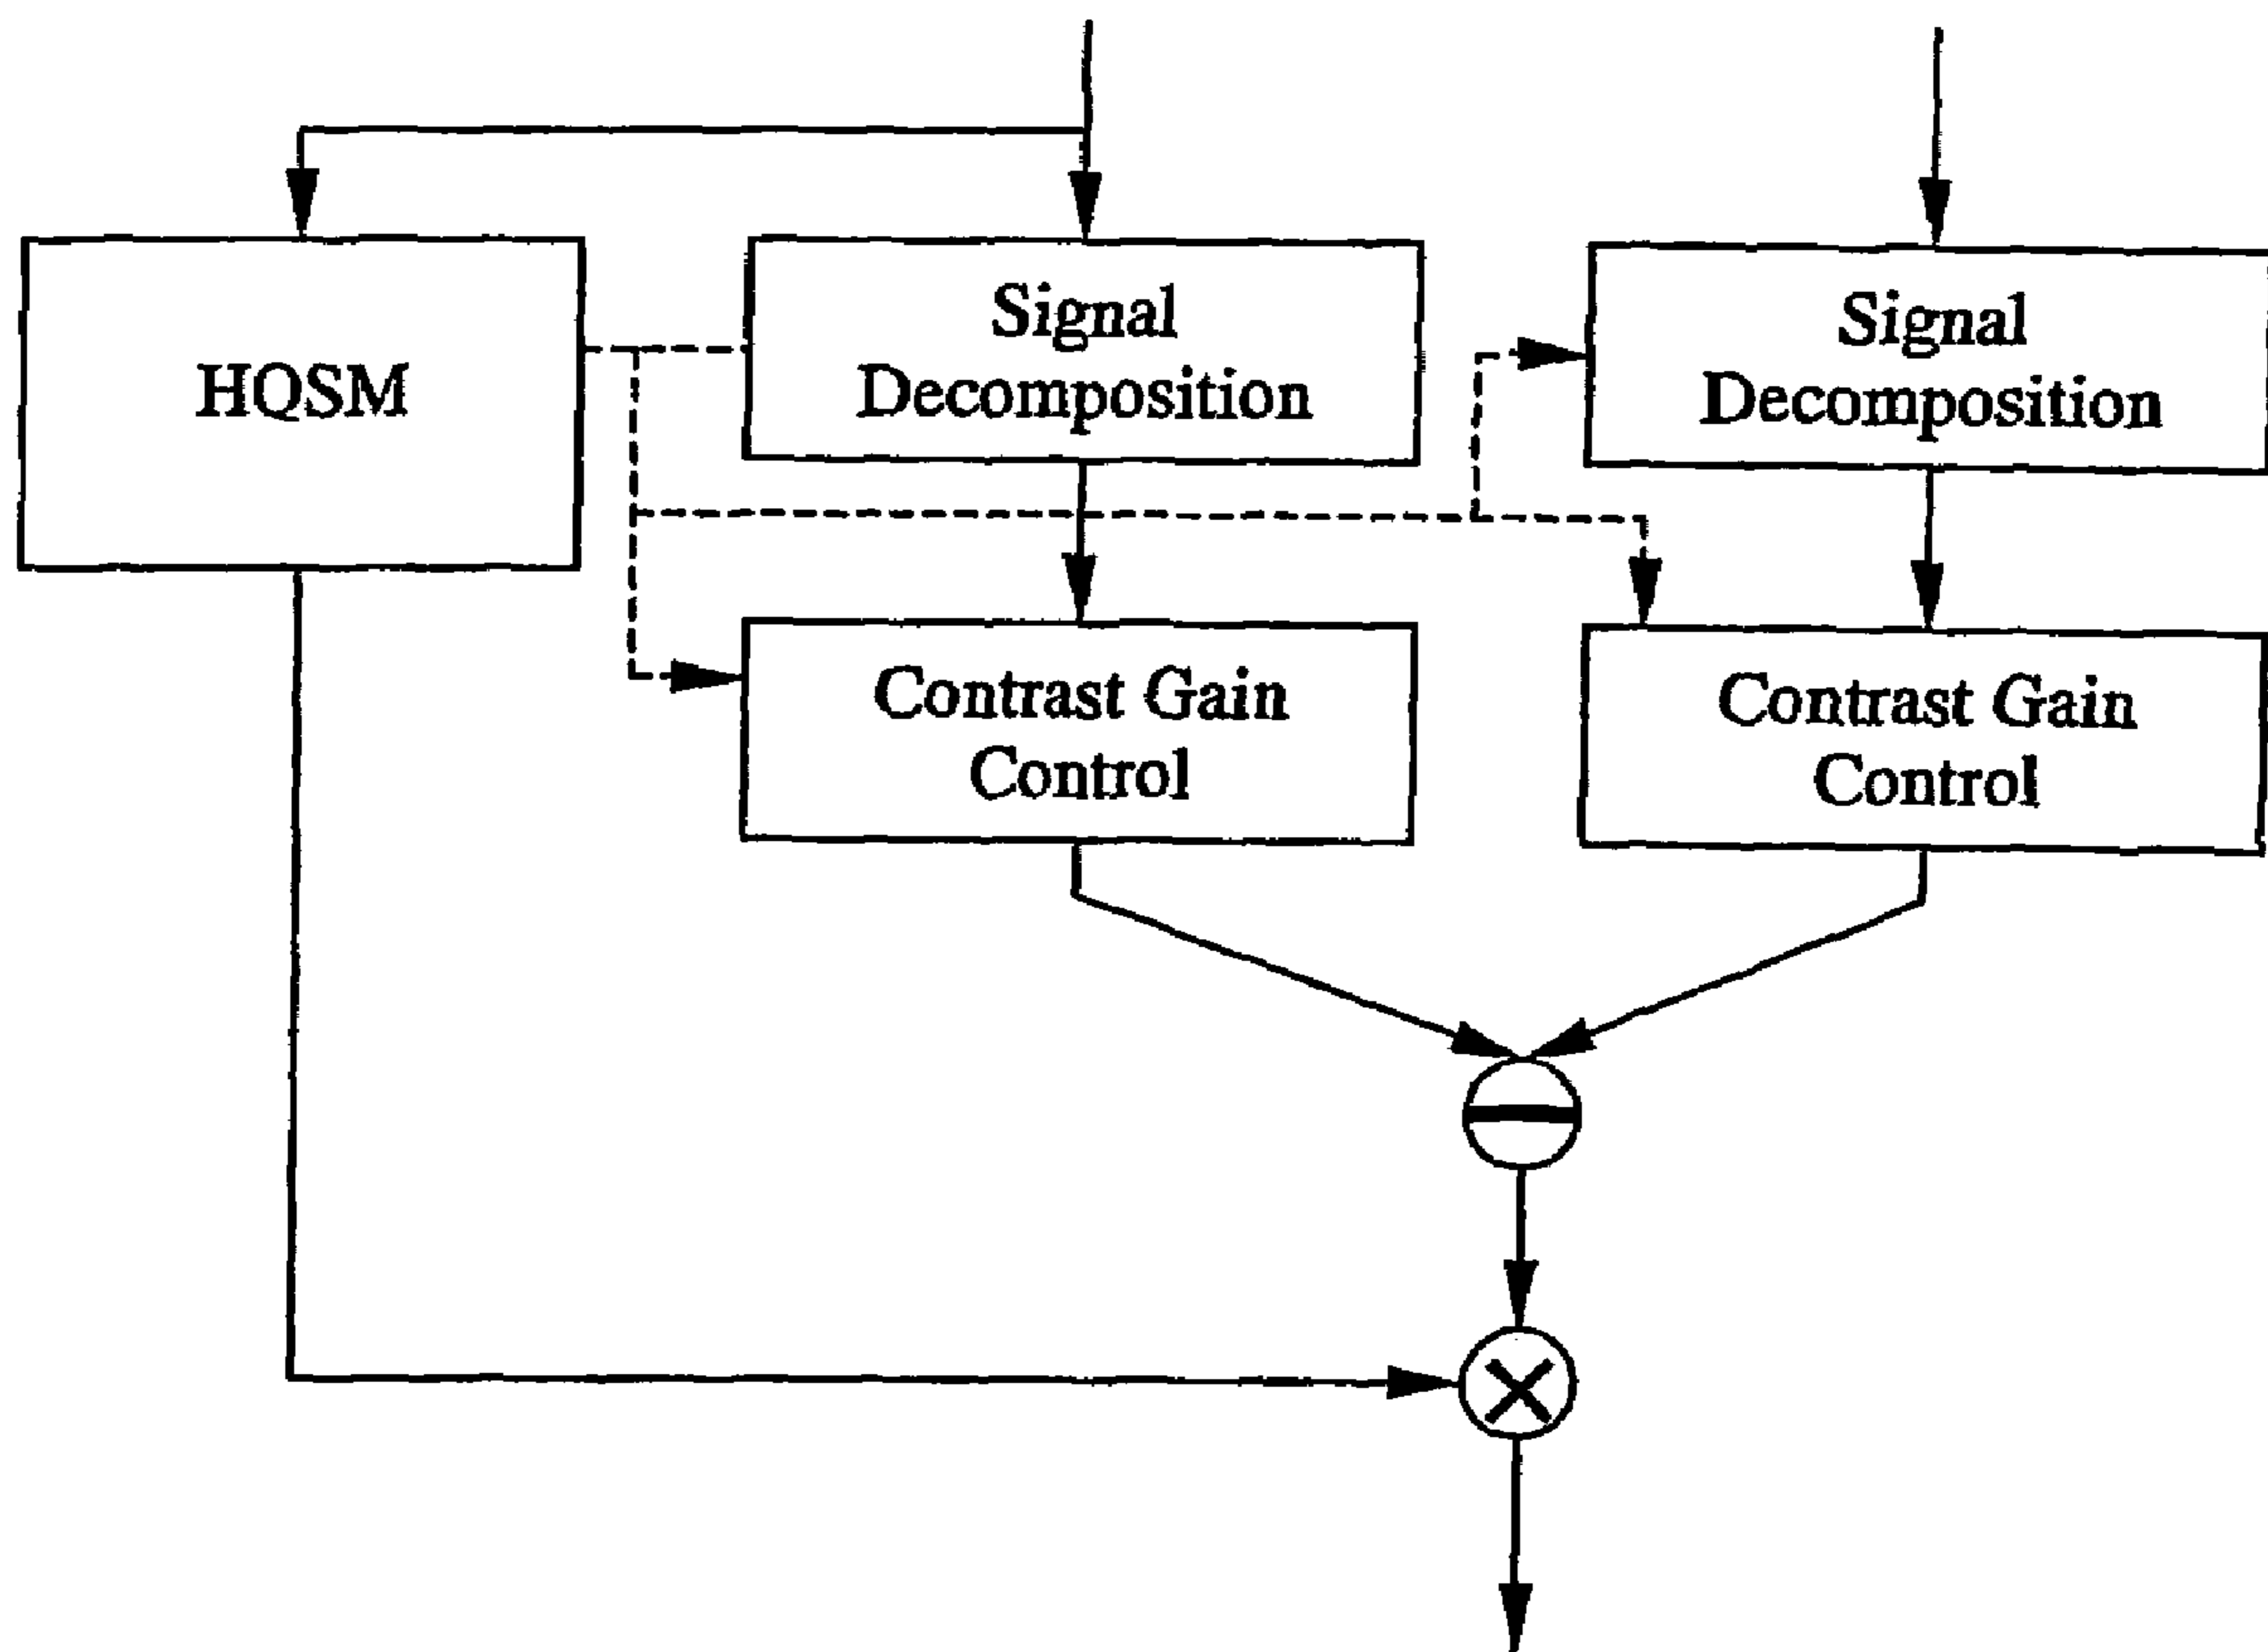 HQSM
Signal
Decomposition
Signal
Decomposition
Contrast Gain
Control
Contrast Gain
Control